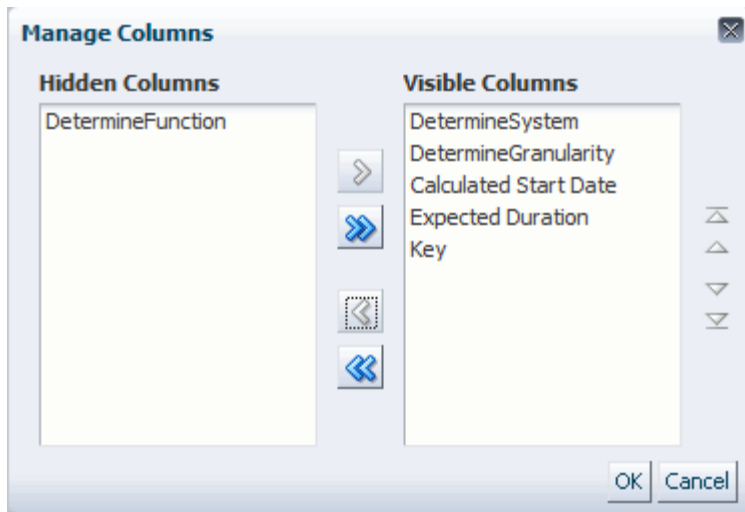 Manage Columns
Hidden Columns
DetermineFunction
Visible Columns
DetermineSystem
DetermineGranularity
Calculated Start Date
Expected Duration
Key
OK
Cancel